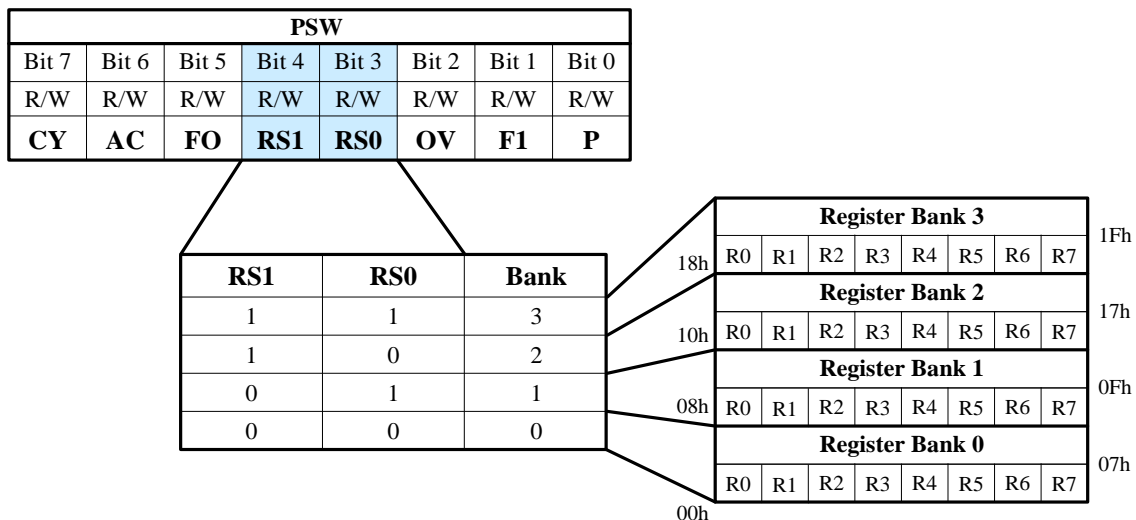 PSW
Bit 7 Bit 6 Bit 5 Bit 4 Bit 3 Bit 2 Bit 1 Bit 0
R/W R/W R/W R/W R/W R/W R/W R/W
CY AC FO RS1 RS0 OV F1 P
RS1 RS0 Bank
1 1 3
1 0 2
0 1 1
0 0 0
Register Bank 3
1Fh
18h R0 R1 R2 R3 R4 R5 R6 R7
Register Bank 2
17h
10h R0 R1 R2 R3 R4 R5 R6 R7
Register Bank 1
0Fh
08h R0 R1 R2 R3 R4 R5 R6 R7
Register Bank 0
07h
R0 R1 R2 R3 R4 R5 R6 R7
00h